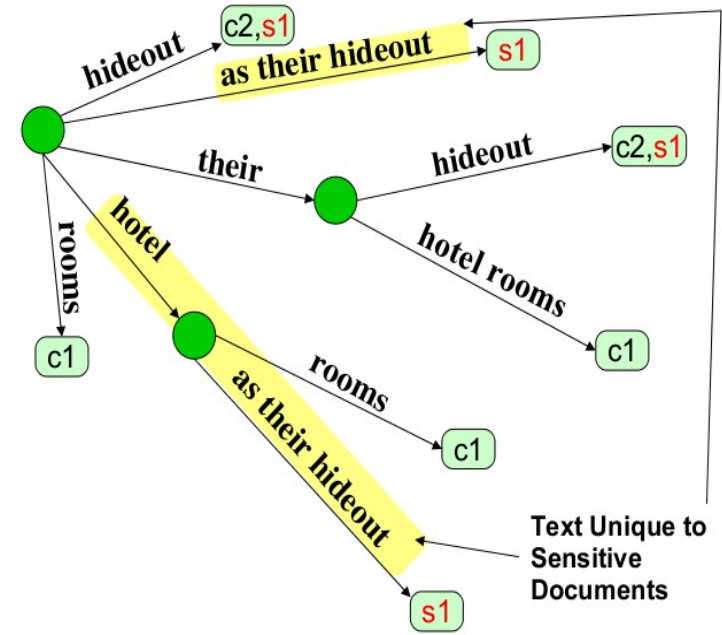 hideout
c2,s1
as their hideout
s1
their
hideout
c2,s1
hotel
rooms
hotel rooms
c1
c1
rooms
as their hideout
c1
Text Unique to
Sensitive
Documents
s1